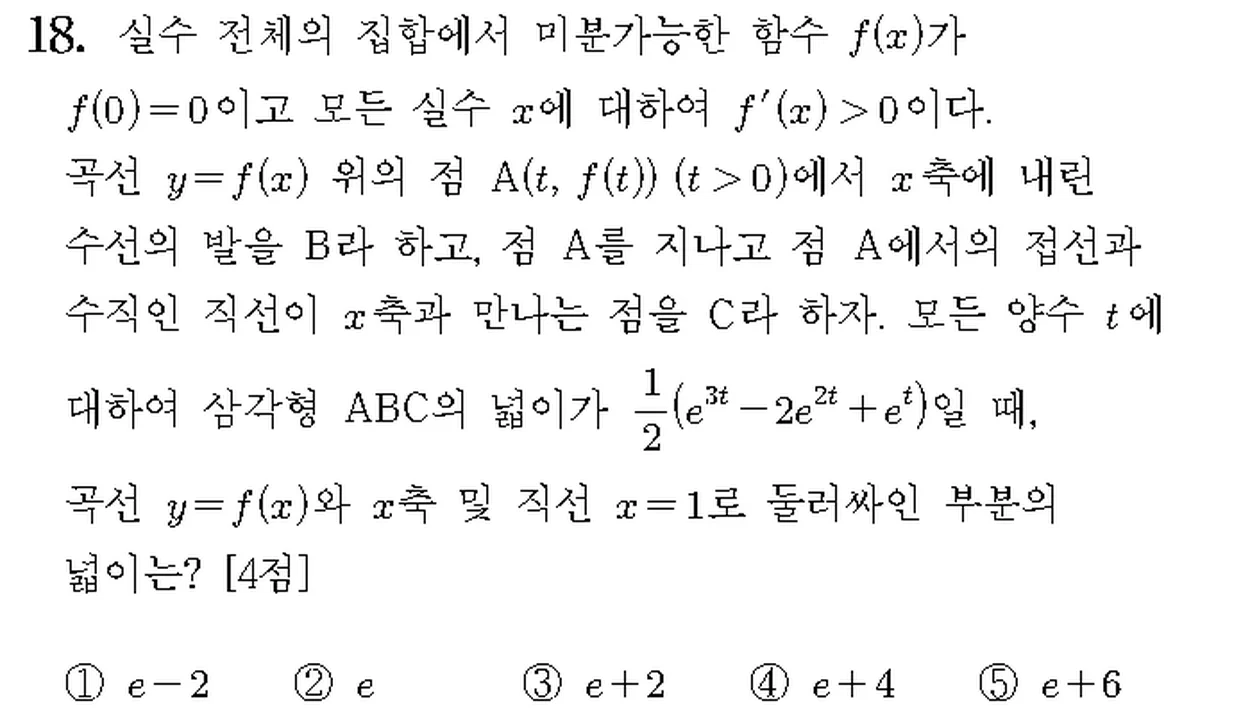 18. 실수 전체의 집합에서 미분가능한 함수 f(x)가
f(0)=0이고 모든 실수 x에 대하여 f′(x)>0이다.
곡선 y=f(x) 위의 점 A(t, f(t)) (t>0)에서 x축에 내린
수선의 발을 B라 하고, 점 A를 지나고 점 A에서의 접선과
수직인 직선이 x축과 만나는 점을 C라 하자. 모든 양수 t에
대하여 삼각형 ABC의 넓이가 \frac{1}{2}(e^{3t}-2e^{2t}+e^{t})일 때,
곡선 y=f(x)와 x축 및 직선 x=1로 둘러싸인 부분의
넓이는? [4점]
① e-2 ② e ③ e+2 ④ e+4 ⑤ e+6